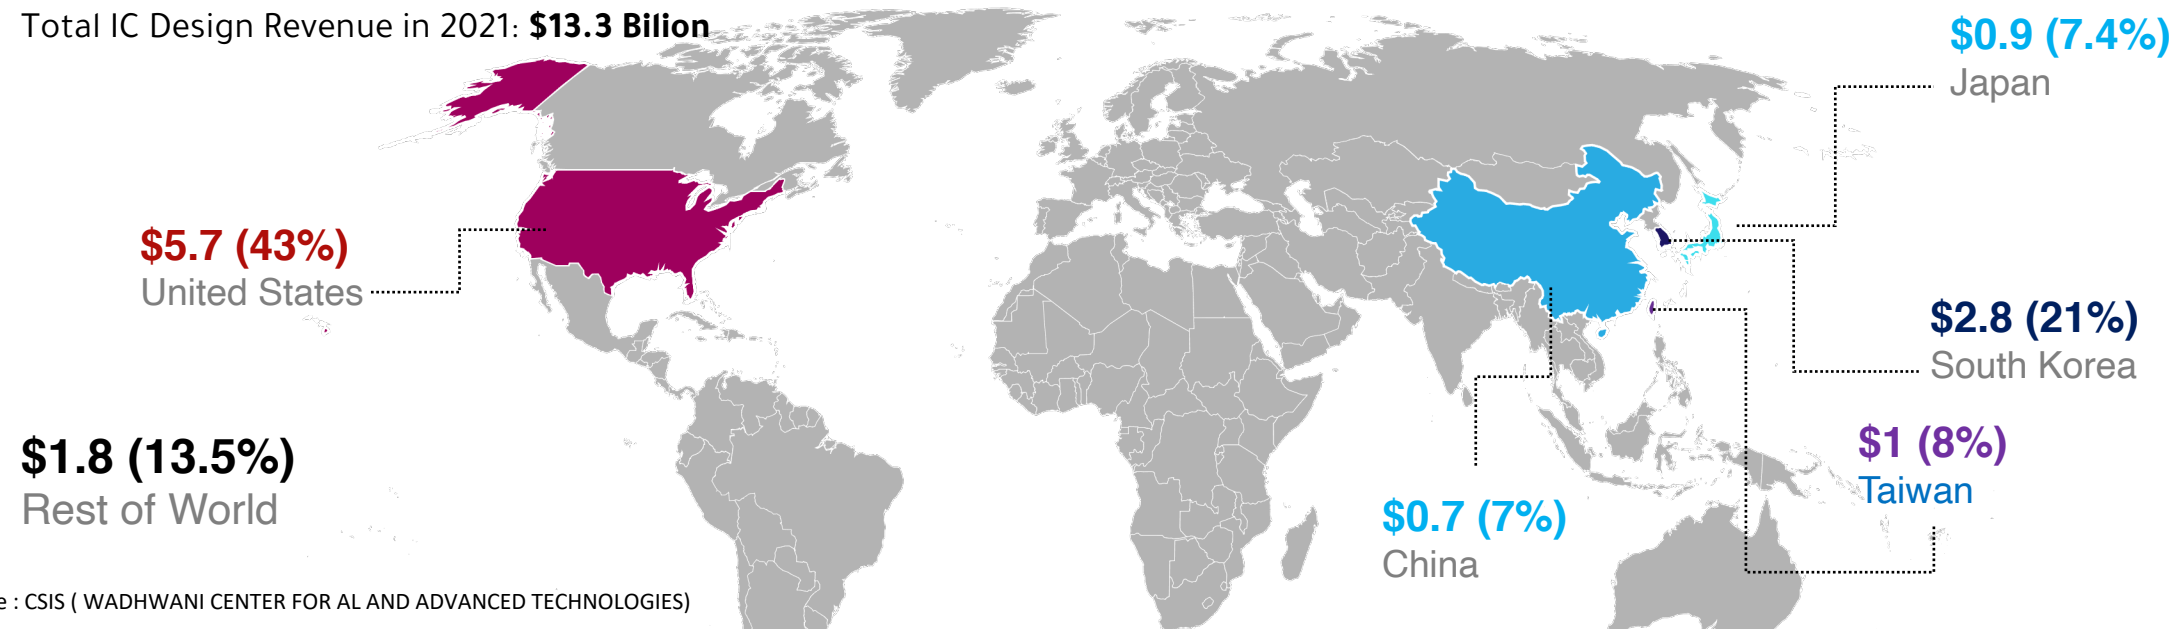 Total IC Design Revenue in 2021: $13.3 Bilion
$0.9 (7.4%)
Japan
$5.7 (43%)
United States
$2.8 (21%)
South Korea
$1.8 (13.5%)
Rest of World
$1 (8%)
Taiwan
$0.7 (7%)
China
e : CSIS ( WADHWANI CENTER FOR AL AND ADVANCED TECHNOLOGIES)